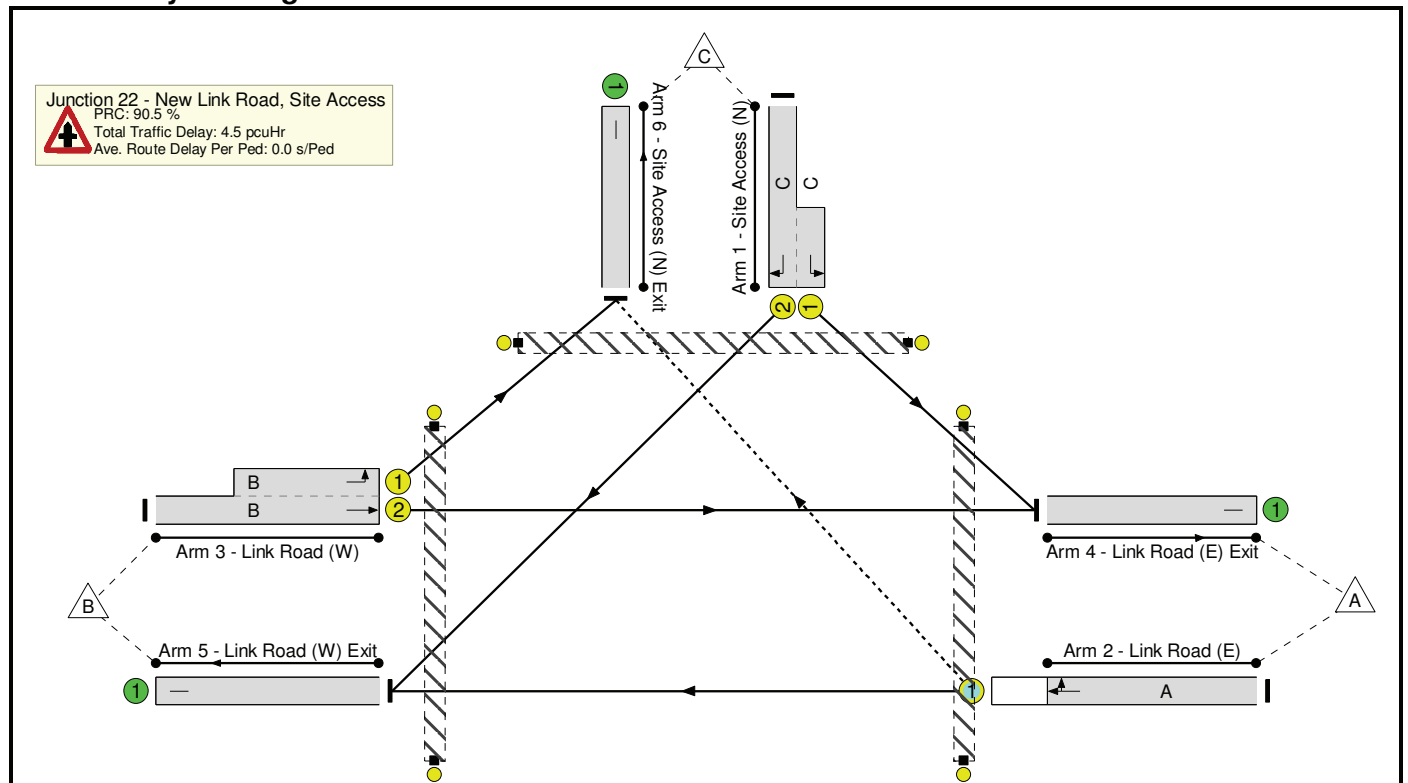 Junction 22 - New Link Road, Site Access
PRC: 90.5 %
Total Traffic Delay: 4.5 pcuHr
Ave. Route Delay Per Ped: 0.0 s/Ped
C
1
Arm 6 - Site Access (N) Exit
Arm 1 - Site Access (N)
C
C
2
1
B
1
B
2
Arm 3 - Link Road (W)
1
Arm 4 - Link Road (E) Exit
B
A
Arm 5 - Link Road (W) Exit
Arm 2 - Link Road (E)
1
1
A